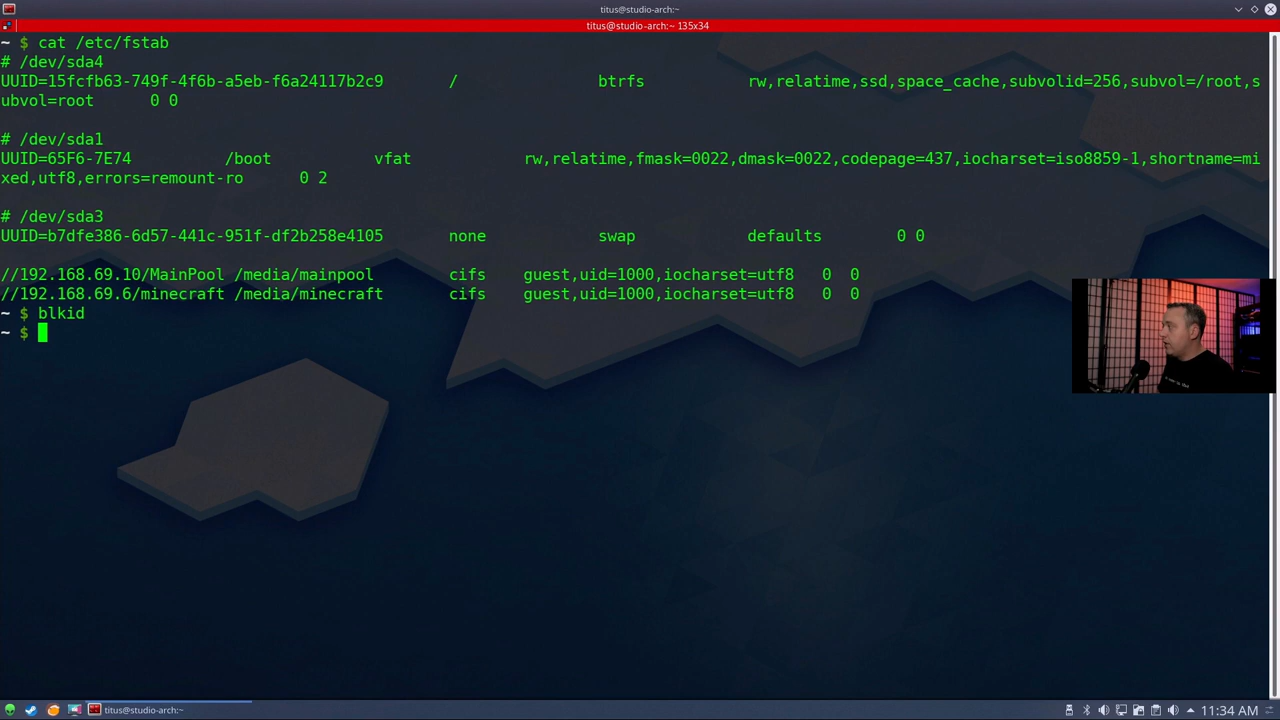 titus@studio-arch:~
titus@studio-arch:~ 135x34
~ $ cat /etc/fstab
# /dev/sda4
UUID=15fcfb63-749f-4f6b-a5eb-f6a24117b2c9 / btrfs rw,relatime,ssd,space_cache,subvolid=256,subvol=/root,s
ubvol=root 0 0
# /dev/sda1
UUID=65F6-7E74 /boot vfat rw,relatime,fmask=0022,dmask=0022,codepage=437,iocharset=iso8859-1,shortname=mi
xed,utf8,errors=remount-ro 0 2
# /dev/sda3
UUID=b7dfe386-6d57-441c-951f-df2b258e4105 none swap defaults 0 0
//192.168.69.10/MainPool /media/mainpool cifs guest,uid=1000,iocharset=utf8 0 0
//192.168.69.6/minecraft /media/minecraft cifs guest,uid=1000,iocharset=utf8 0 0
~ $ blkid
~ $
titus@studio-arch:~
11:34 AM